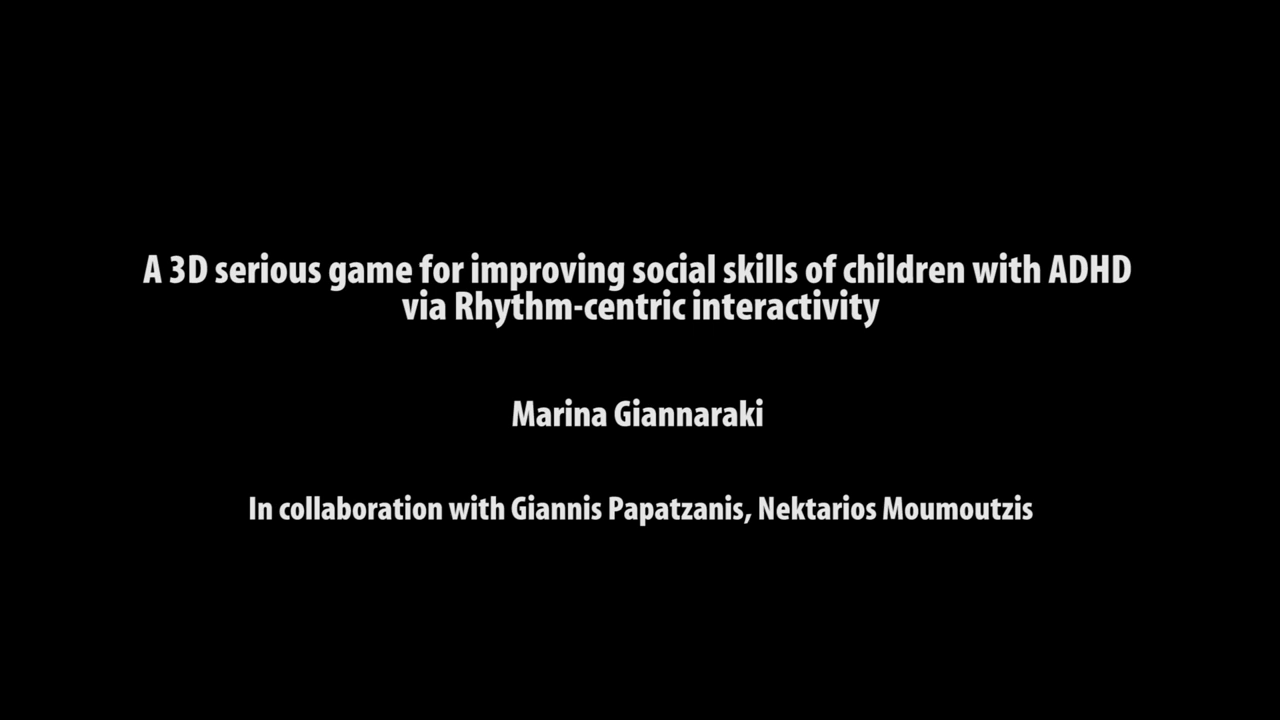 A 3D serious game for improving social skills of children with ADHD
via Rhythm-centric interactivity
Marina Giannaraki
In collaboration with Giannis Papatzanis, Nektarios Moumoutzis